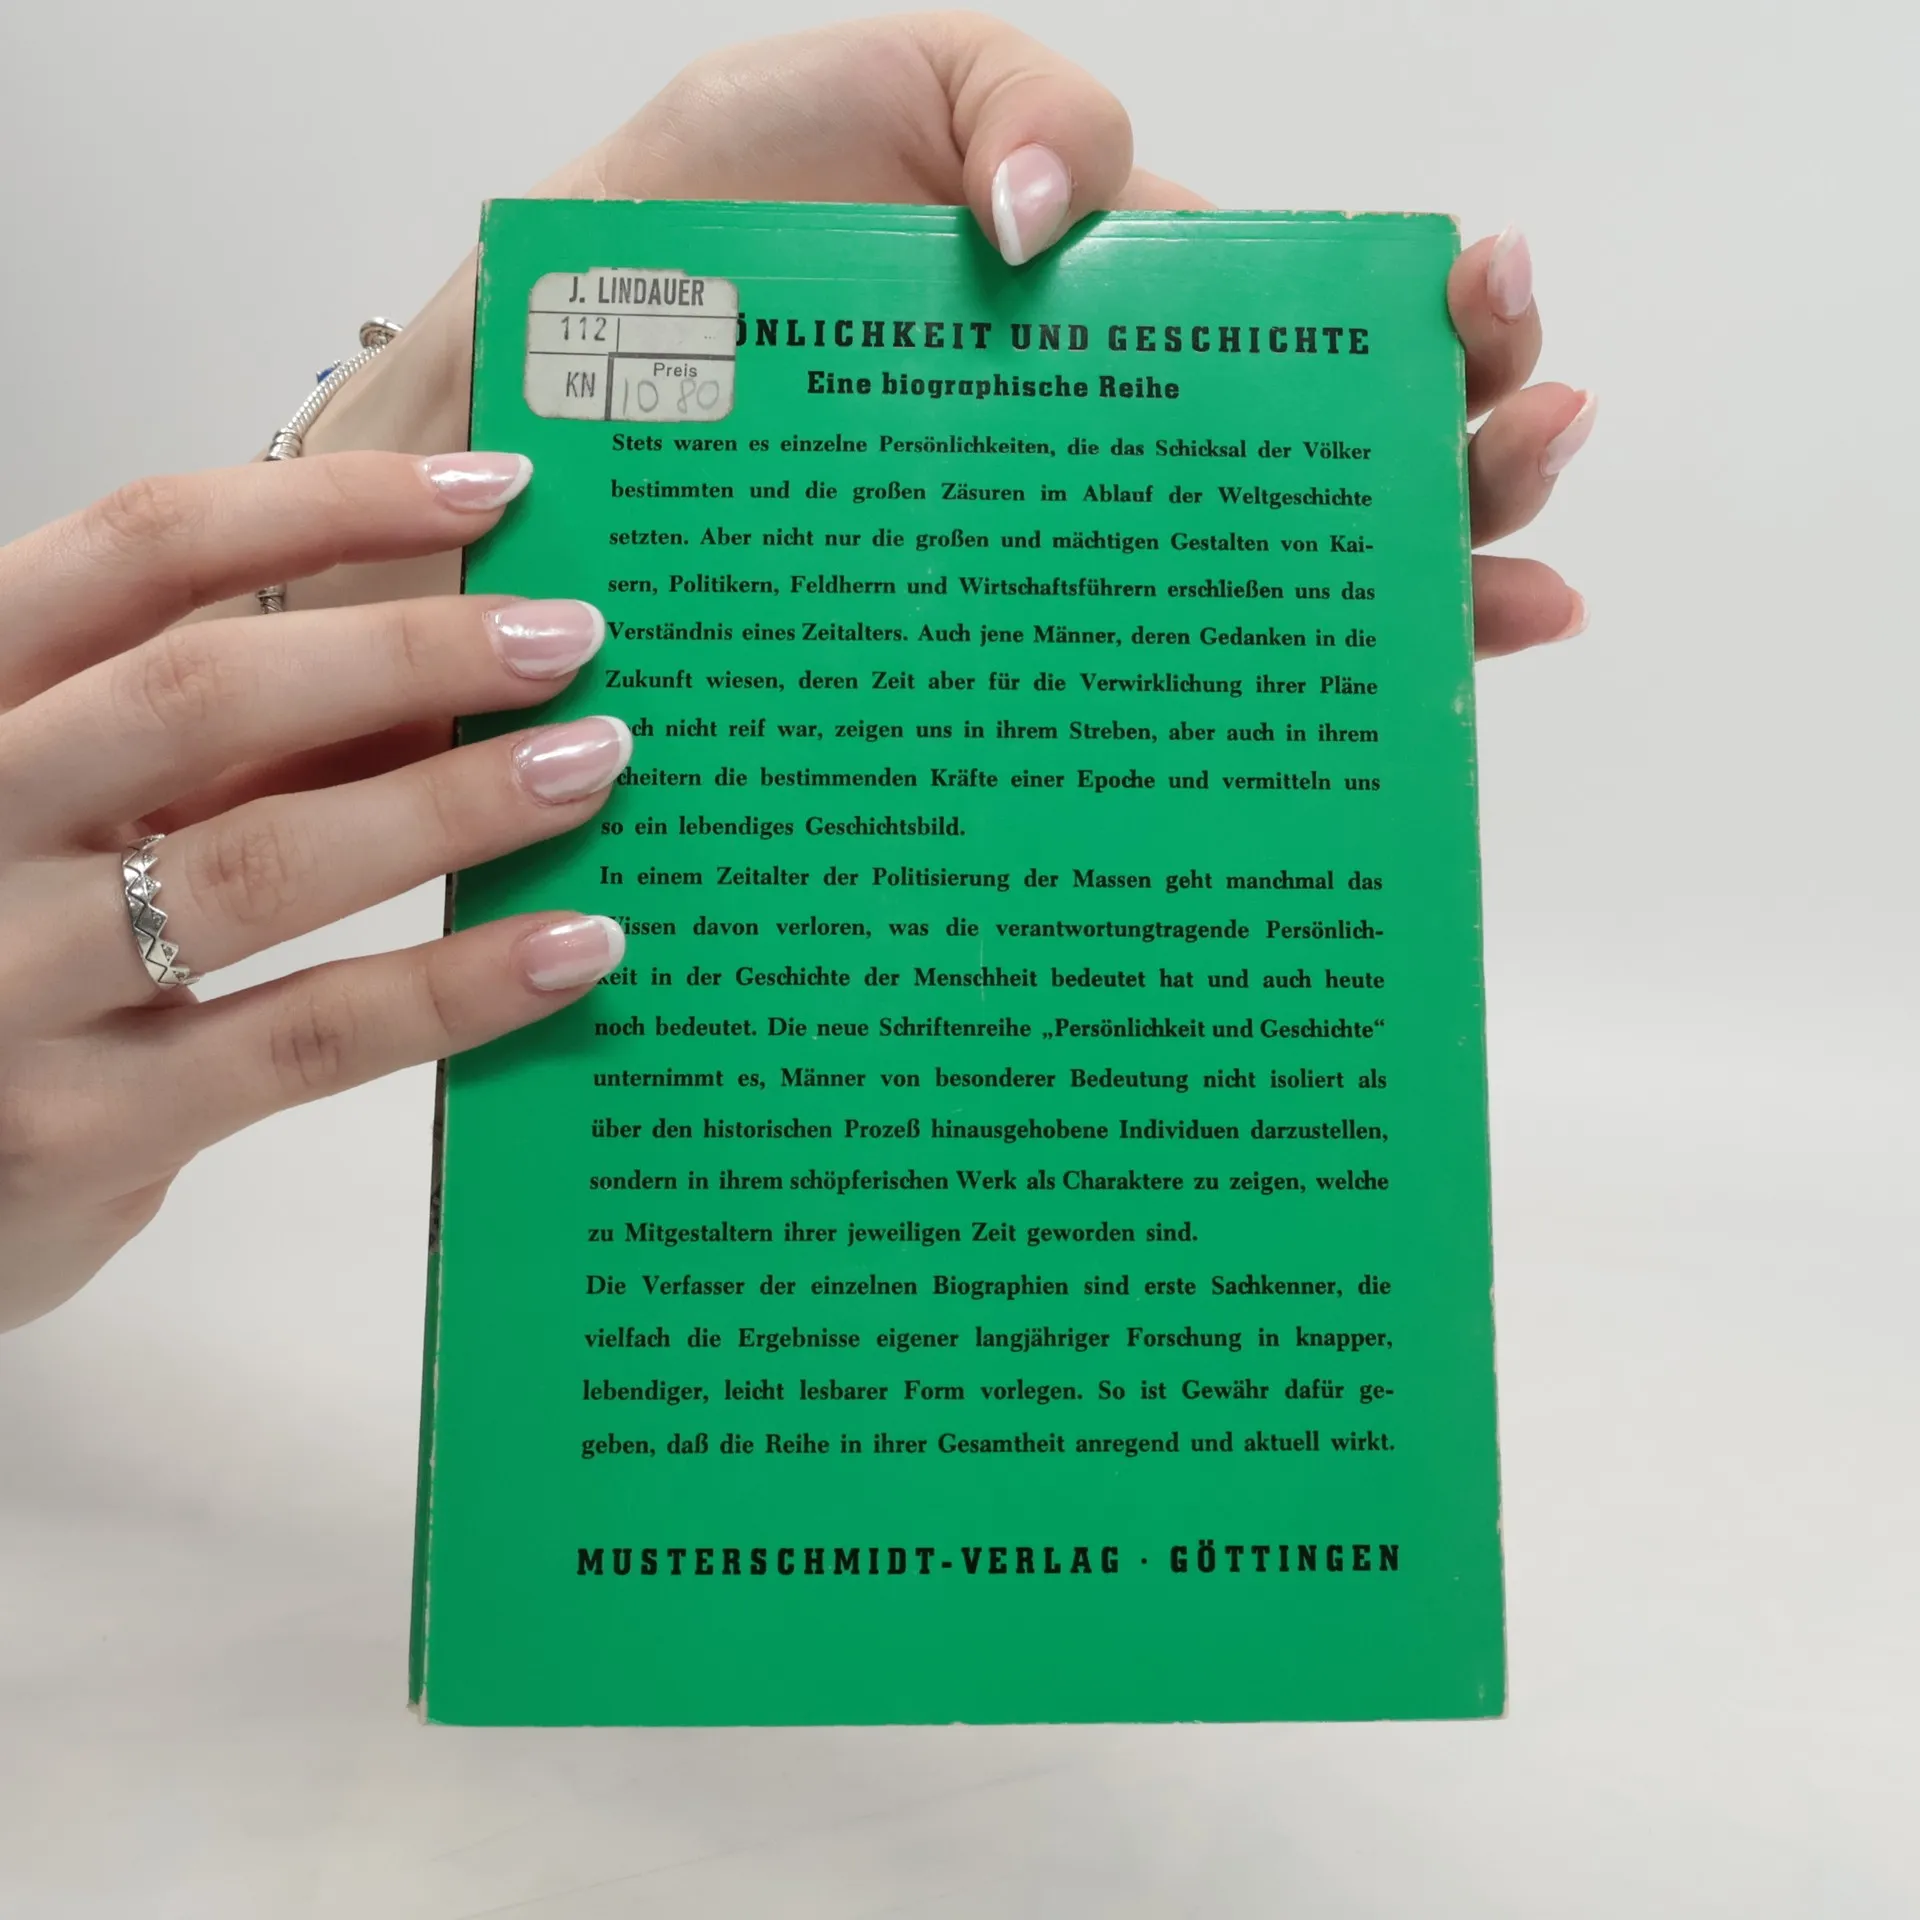 J. LINDAUER
112
KN
Preis
10 80
ÖNLICHKEIT UND GESCHICHTE
Eine biographische Reihe
Stets waren es einzelne Persönlichkeiten, die das Schicksal der Völker
bestimmten und die großen Zäsuren im Ablauf der Weltgeschichte
setzten. Aber nicht nur die großen und mächtigen Gestalten von Kai-
sern, Politikern, Feldherrn und Wirtschaftsführern erschließen uns das
Verständnis eines Zeitalters. Auch jene Männer, deren Gedanken in die
Zukunft wiesen, deren Zeit aber für die Verwirklichung ihrer Pläne
ch nicht reif war, zeigen uns in ihrem Streben, aber auch in ihrem
cheitern die bestimmenden Kräfte einer Epoche und vermitteln uns
so ein lebendiges Geschichtsbild.
In einem Zeitalter der Politisierung der Massen geht manchmal das
issen davon verloren, was die verantwortungtragende Persönlich-
keit in der Geschichte der Menschheit bedeutet hat und auch heute
noch bedeutet. Die neue Schriftenreihe „Persönlichkeit und Geschichte“
unternimmt es, Männer von besonderer Bedeutung nicht isoliert als
über den historischen Prozeß hinausgehobene Individuen darzustellen,
sondern in ihrem schöpferischen Werk als Charaktere zu zeigen, welche
zu Mitgestaltern ihrer jeweiligen Zeit geworden sind.
Die Verfasser der einzelnen Biographien sind erste Sachkenner, die
vielfach die Ergebnisse eigener langjähriger Forschung in knapper,
lebendiger, leicht lesbarer Form vorlegen. So ist Gewähr dafür ge-
geben, daß die Reihe in ihrer Gesamtheit anregend und aktuell wirkt.
MUSTERSCHMIDT-VERLAG · GÖTTINGEN